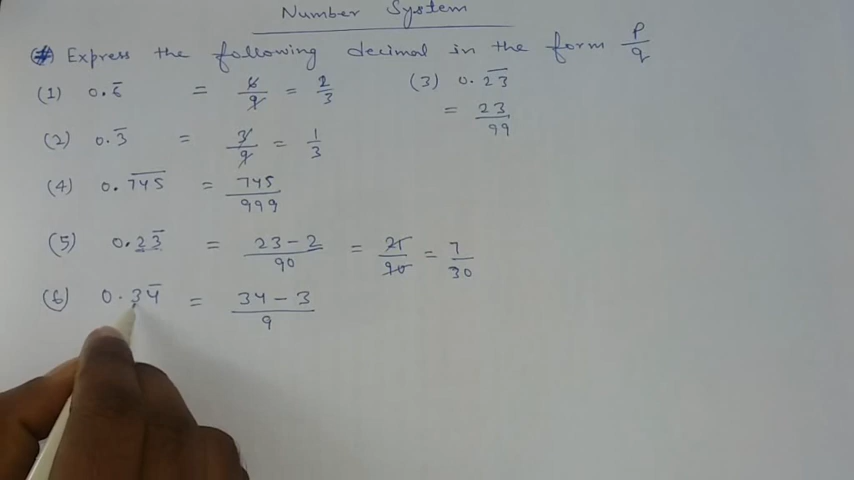 Number System
(#) Express the following decimal in the form P/q
(1) 0.6̅ = 6/9 = 2/3
(3) 0.2̅3̅
= 23/99
(2) 0.3̅ = 3/9 = 1/3
(4) 0.7̅4̅5̅ = 745/999
(5) 0.23̅ = 23-2/90 = 21/90 = 7/30
(6) 0.34̅ = 34-3/9